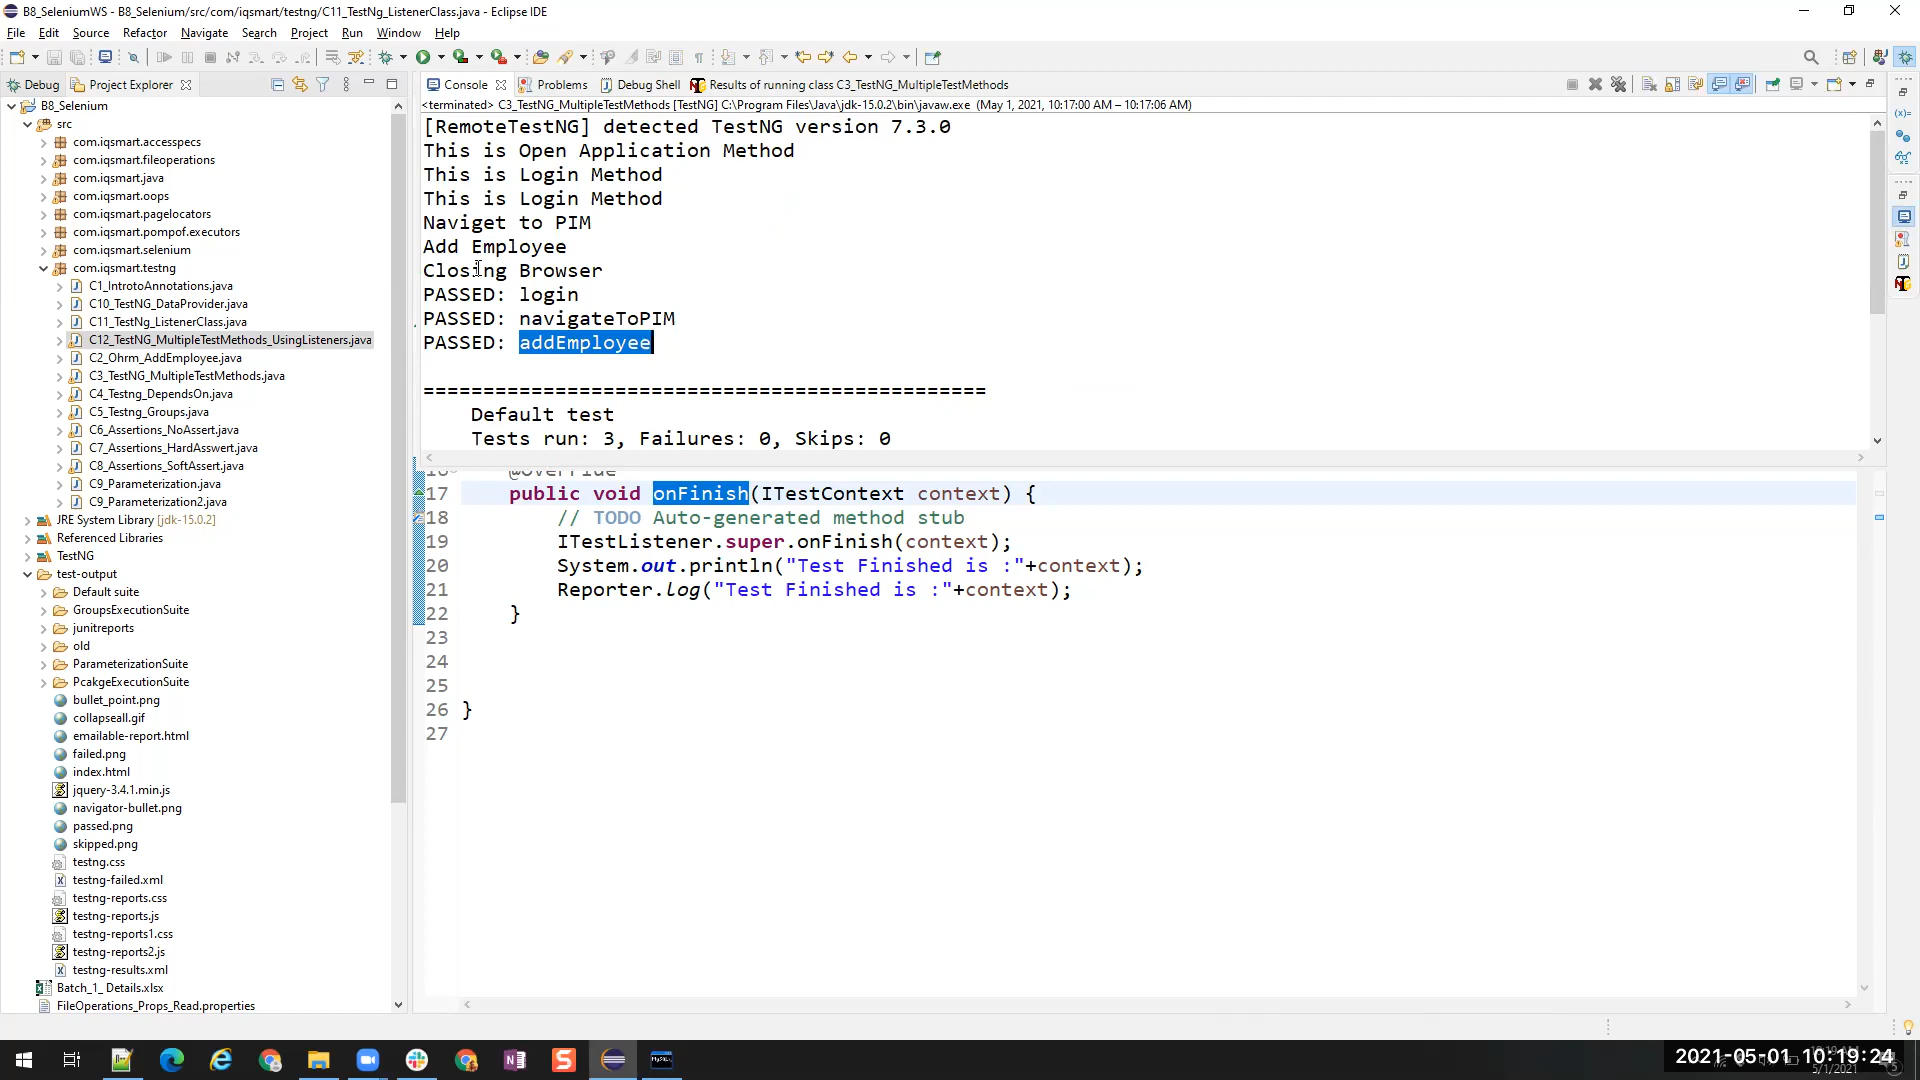 B8_SeleniumWS - B8_Selenium/src/com/iqsmart/testng/C11_TestNg_ListenerClass.java - Eclipse IDE
File Edit Source Refactor Navigate Search Project Run Window Help
Debug Project Explorer
B8_Selenium
src
com.iqsmart.accesspecs
com.iqsmart.fileoperations
com.iqsmart.java
com.iqsmart.oops
com.iqsmart.pagelocators
com.iqsmart.pompof.executors
com.iqsmart.selenium
com.iqsmart.testng
C1_IntrotoAnnotations.java
C10_TestNG_DataProvider.java
C11_TestNg_ListenerClass.java
C12_TestNG_MultipleTestMethods_UsingListeners.java
C2_Ohrm_AddEmployee.java
C3_TestNG_MultipleTestMethods.java
C4_Testng_DependsOn.java
C5_Testng_Groups.java
C6_Assertions_NoAssert.java
C7_Assertions_HardAsswert.java
C8_Assertions_SoftAssert.java
C9_Parameterization.java
C9_Parameterization2.java
JRE System Library [jdk-15.0.2]
Referenced Libraries
TestNG
test-output
Default suite
GroupsExecutionSuite
junitreports
old
ParameterizationSuite
PcakgeExecutionSuite
bullet_point.png
collapseall.gif
emailable-report.html
failed.png
index.html
jquery-3.4.1.min.js
navigator-bullet.png
passed.png
skipped.png
testng.css
testng-failed.xml
testng-reports.css
testng-reports.js
testng-reports1.css
testng-reports2.js
testng-results.xml
Batch_1_ Details.xlsx
FileOperations_Props_Read.properties
Console Problems Debug Shell Results of running class C3_TestNG_MultipleTestMethods
<terminated> C3_TestNG_MultipleTestMethods [TestNG] C:\Program Files\Java\jdk-15.0.2\bin\javaw.exe (May 1, 2021, 10:17:00 AM – 10:17:06 AM)
[RemoteTestNG] detected TestNG version 7.3.0
This is Open Application Method
This is Login Method
This is Login Method
Naviget to PIM
Add Employee
Closing Browser
PASSED: login
PASSED: navigateToPIM
PASSED: addEmployee
===============================================
Default test
Tests run: 3, Failures: 0, Skips: 0
16 @Override
17 public void onFinish(ITestContext context) {
18 // TODO Auto-generated method stub
19 ITestListener.super.onFinish(context);
20 System.out.println("Test Finished is :"+context);
21 Reporter.log("Test Finished is :"+context);
22 }
23
24
25
26 }
27
2021-05-01 10:19:24
5/1/2021